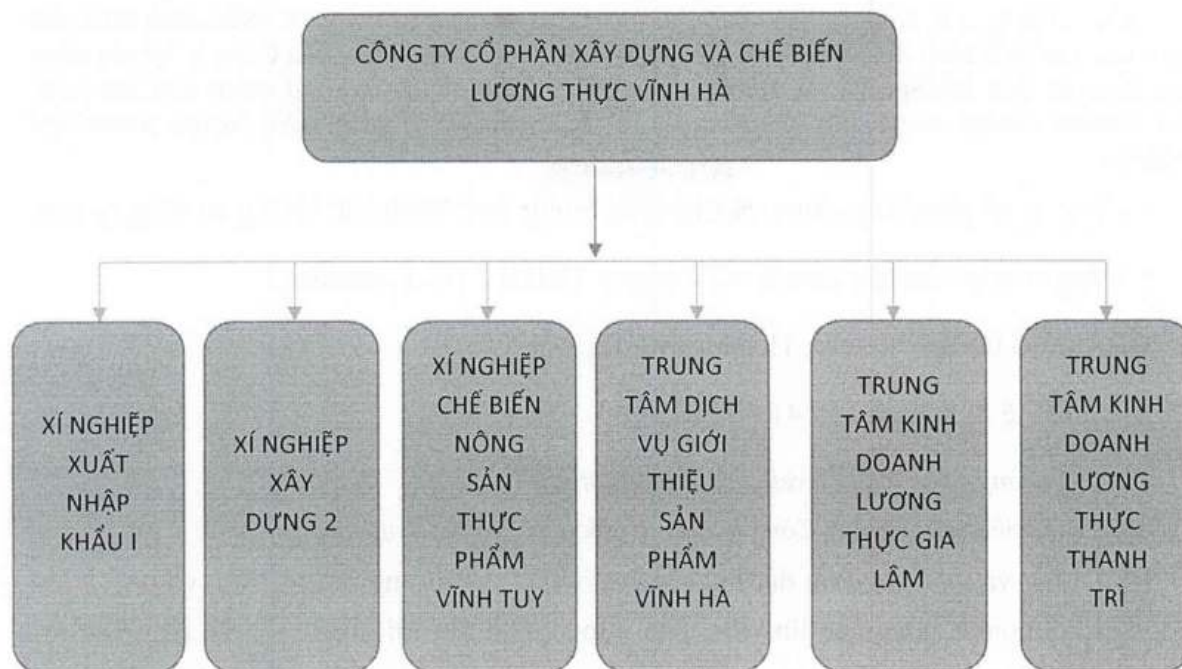 CÔNG TY CỔ PHẦN XÂY DỰNG VÀ CHẾ BIẾN
LƯƠNG THỰC VĨNH HÀ
XÍ NGHIỆP
XUẤT
NHẬP
KHẨU I
XÍ NGHIỆP
XÂY
DỰNG 2
XÍ NGHIỆP
CHẾ BIẾN
NÔNG
SẢN
THỰC
PHẨM
VĨNH TUY
TRUNG
TÂM DỊCH
VỤ GIỚI
THIỆU
SẢN
PHẨM
VĨNH HÀ
TRUNG
TÂM KINH
DOANH
LƯƠNG
THỰC GIA
LÂM
TRUNG
TÂM KINH
DOANH
LƯƠNG
THỰC
THANH
TRÌ